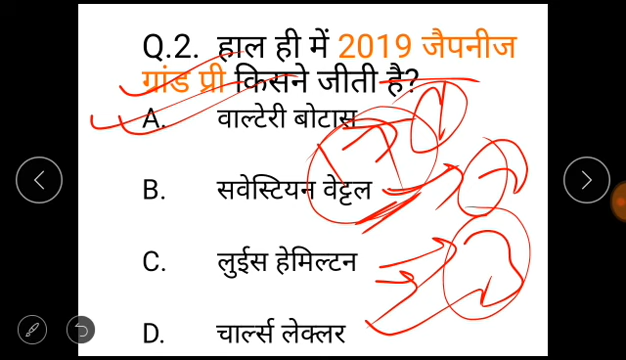 Q.2. हाल ही में 2019 जैपनीज
गांड प्री किसने जीती है?
A. वाल्टेरी बोटास
B. सवेस्टियन वेट्टल
C. लुईस हेमिल्टन
D. चार्ल्स लेक्लर